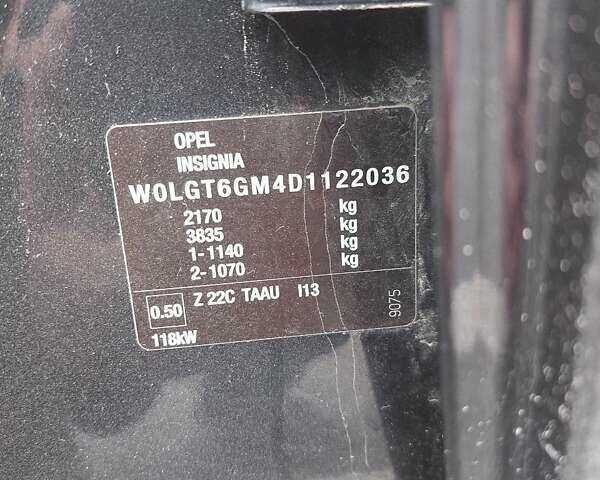 OPEL
INSIGNIA
W0LGT6GM4D1122036
2170 kg
3835 kg
1-1140 kg
2-1070 kg
0.50 Z 22C TAAU I13
118kW
9075